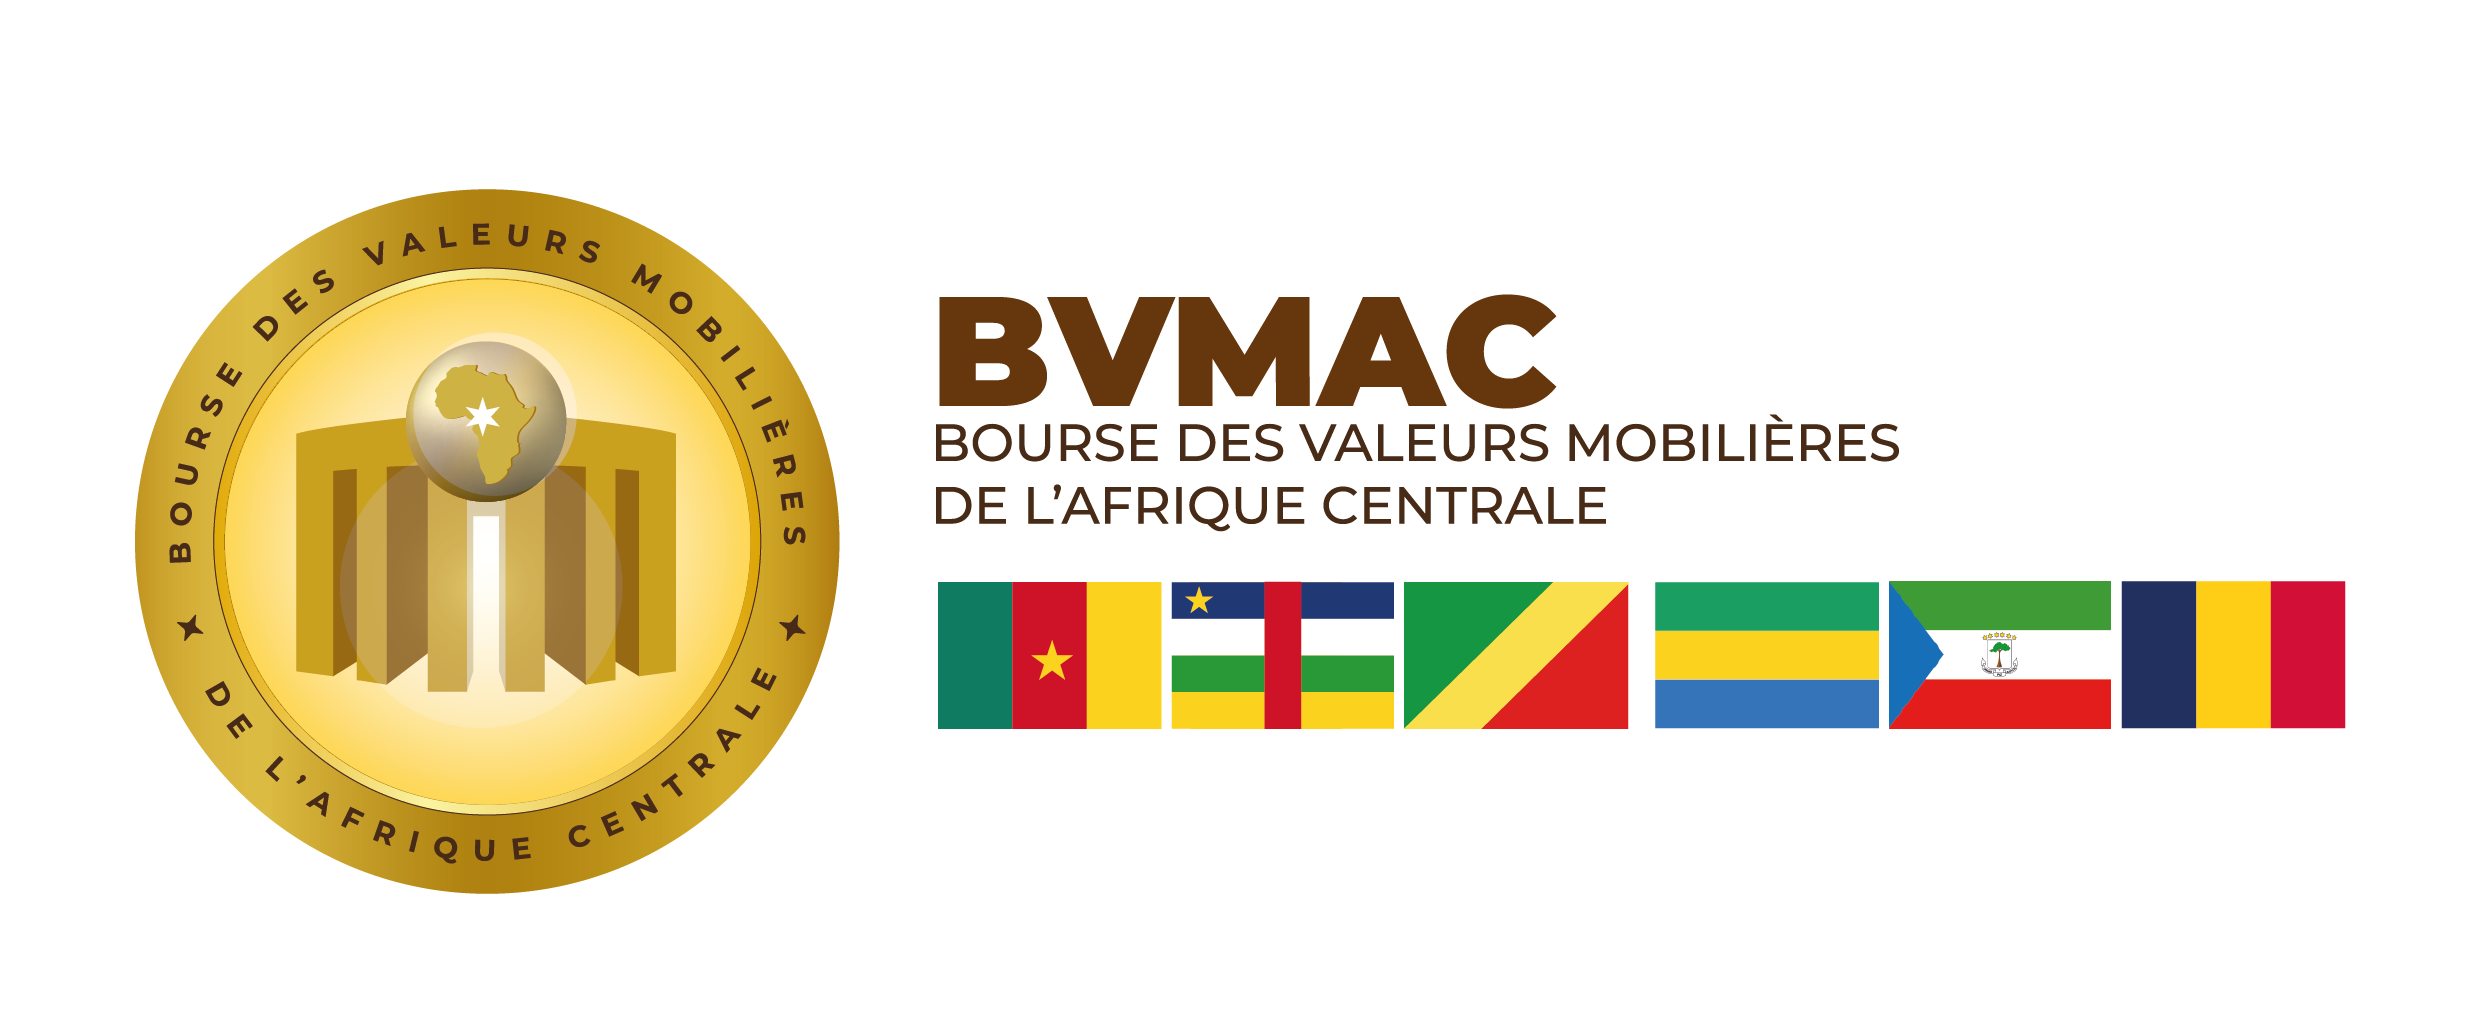 BOURSE DES VALEURS MOBILIÈRES
DE L'AFRIQUE CENTRALE
BVMAC
BOURSE DES VALEURS MOBILIÈRES
DE L'AFRIQUE CENTRALE